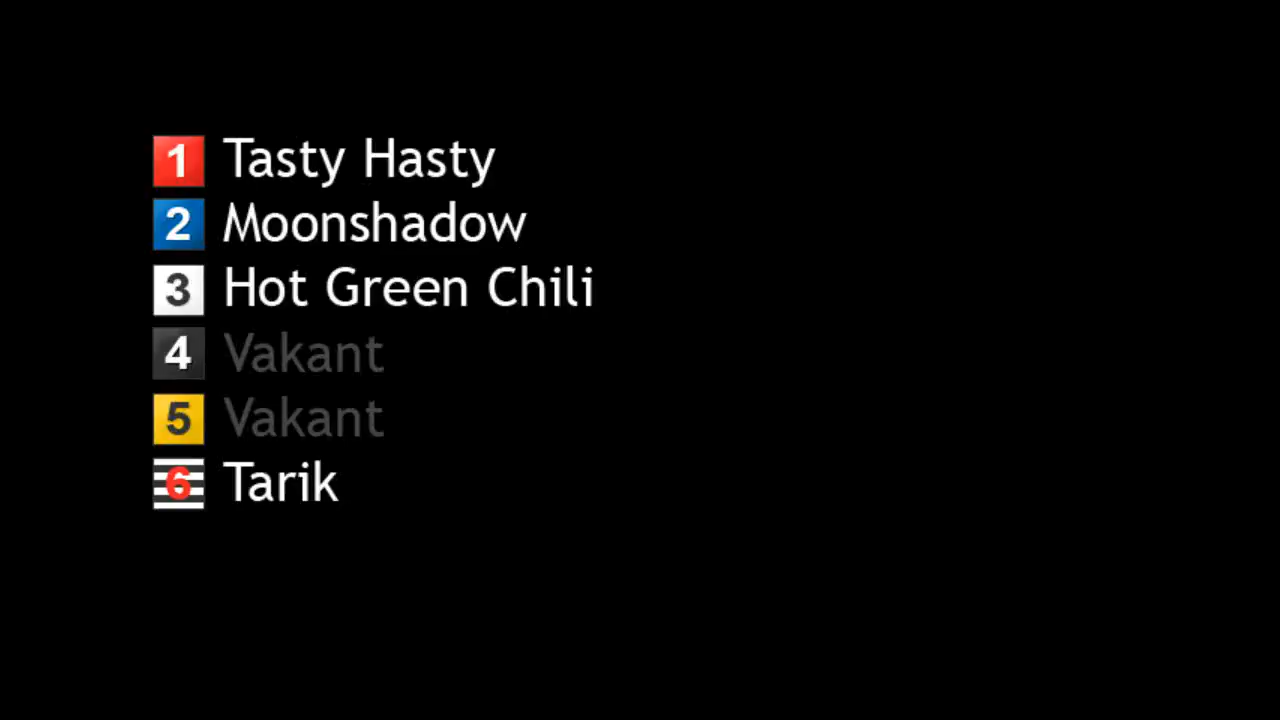 1 Tasty Hasty
2 Moonshadow
3 Hot Green Chili
4 Vakant
5 Vakant
6 Tarik